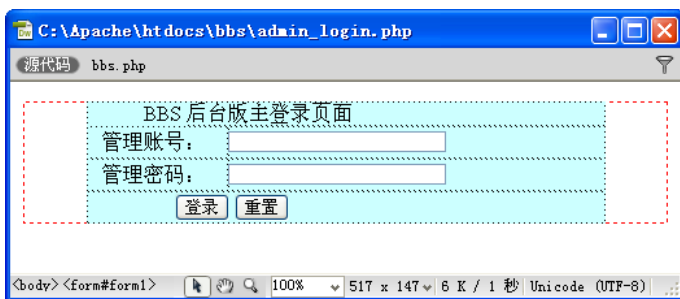 C:\Apache\htdocs\bbs\admin_login.php
源代码 bbs.php
BBS后台版主登录页面
管理账号：
管理密码：
登录 重置
<body> <form#form1> 100% 517 x 147 6 K / 1 秒 Unicode (UTF-8)